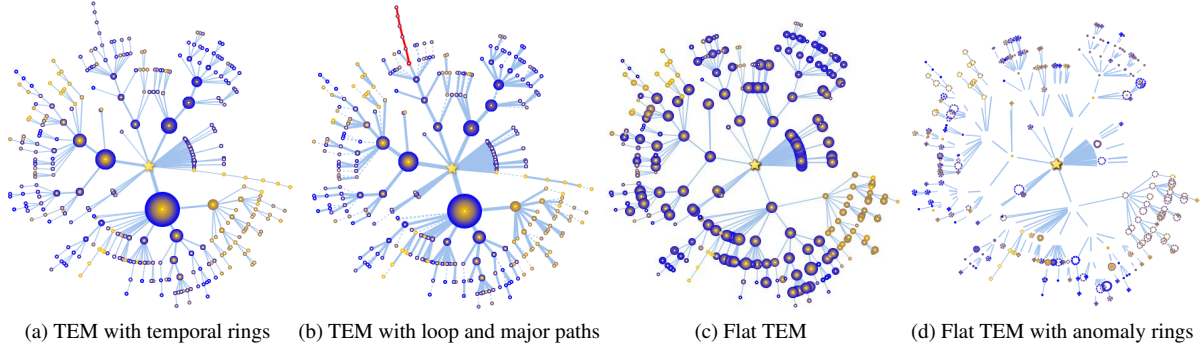 (a) TEM with temporal rings
(b) TEM with loop and major paths
(c) Flat TEM
(d) Flat TEM with anomaly rings